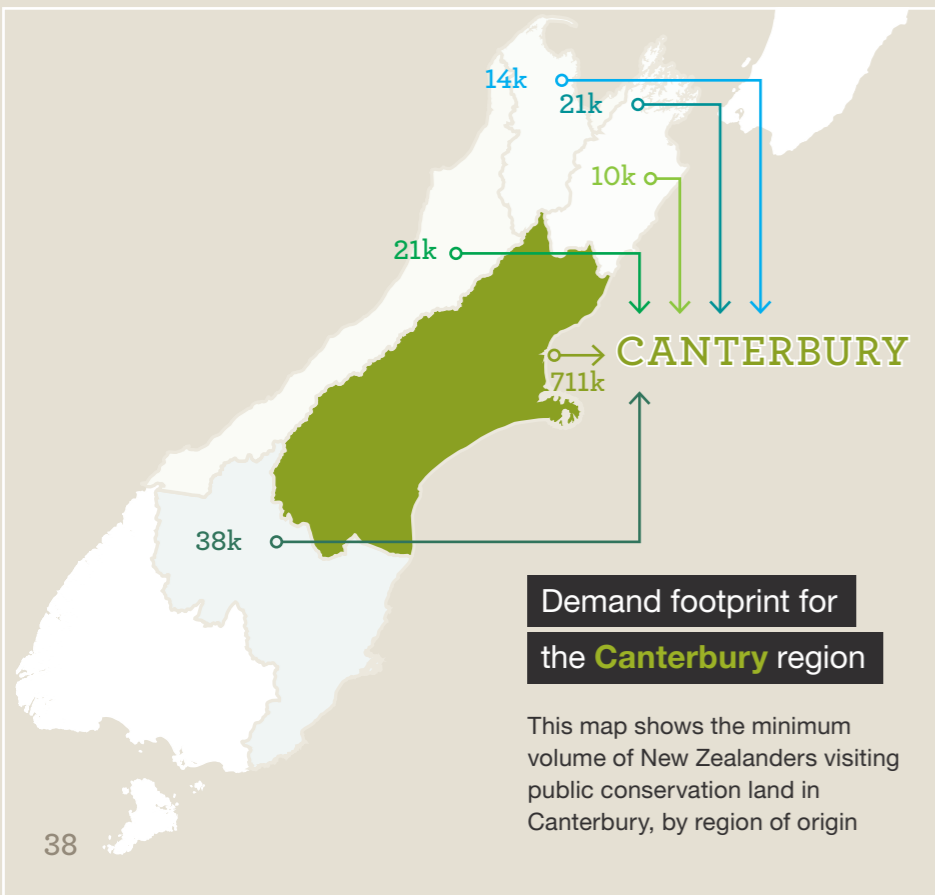 14k
21k
10k
21k
CANTERBURY
711k
38k
Demand footprint for
the Canterbury region
This map shows the minimum
volume of New Zealanders visiting
public conservation land in
Canterbury, by region of origin
38